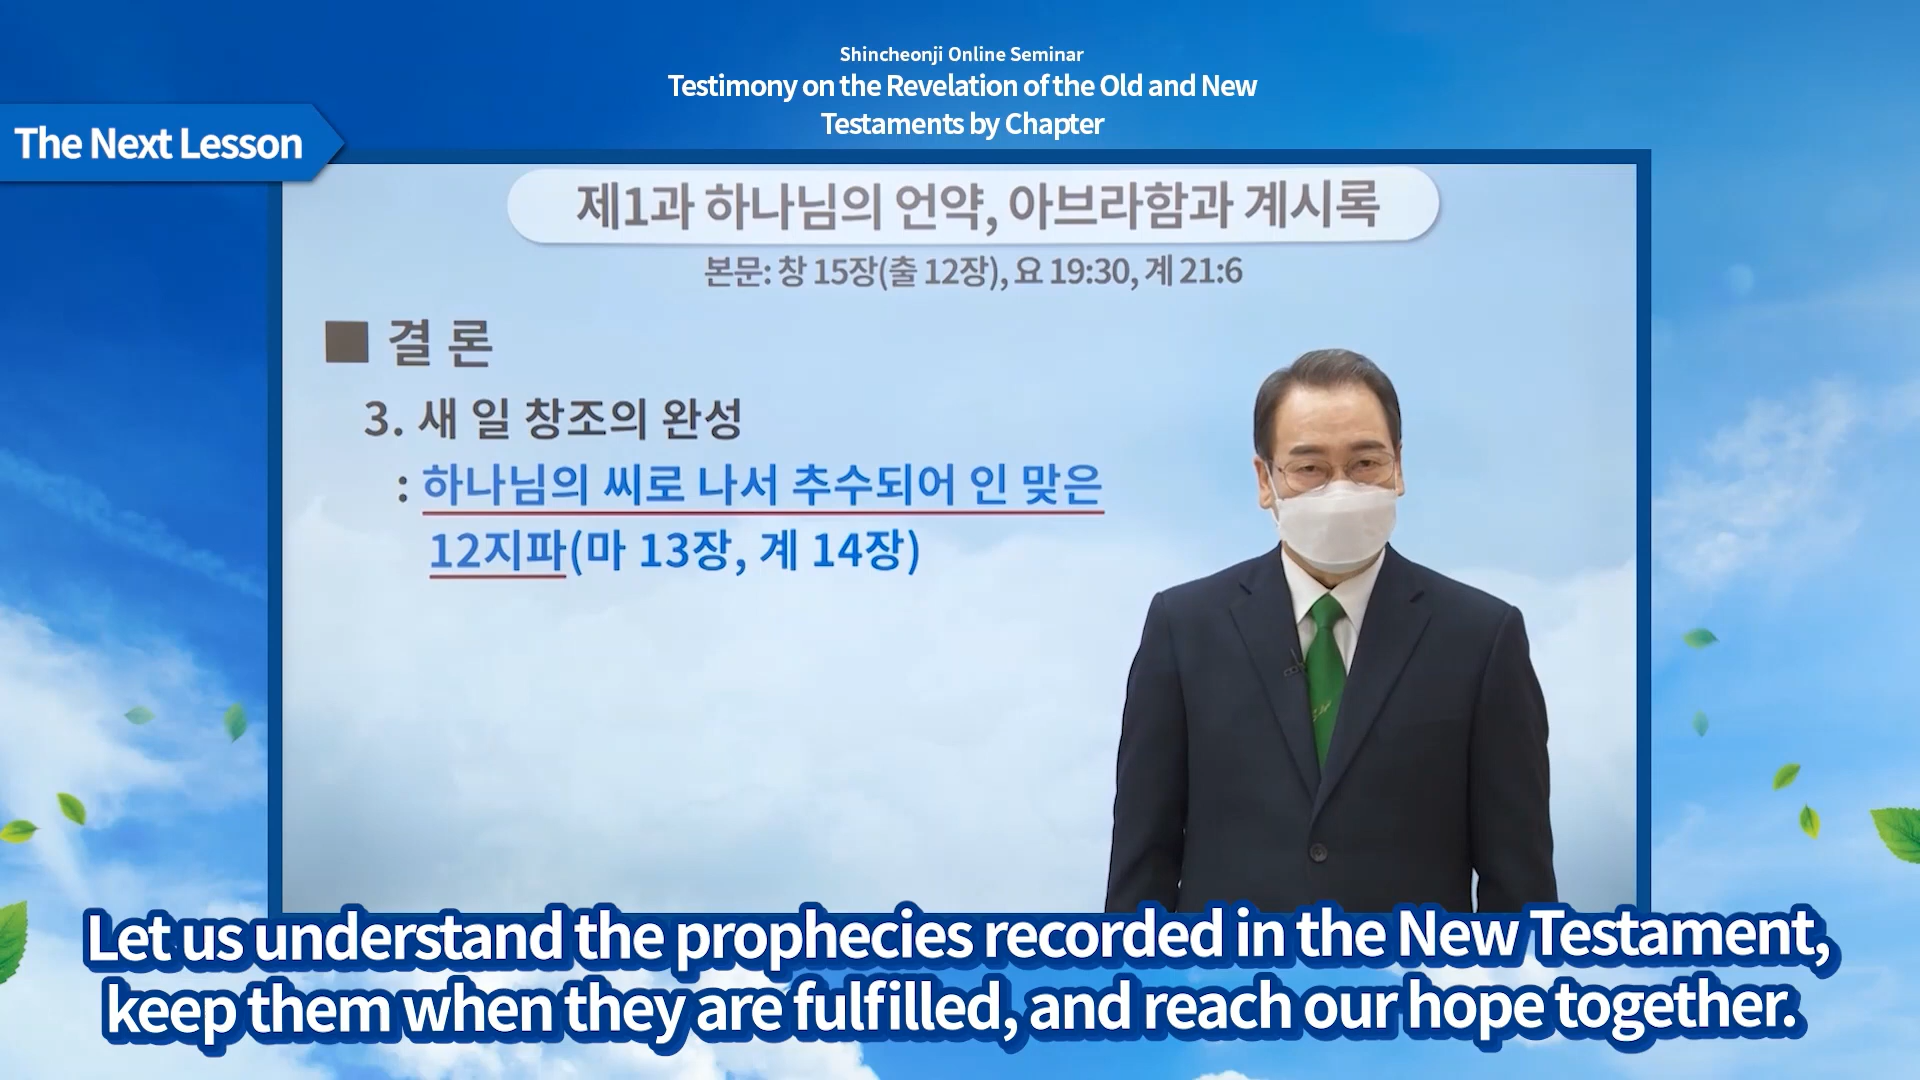 Shincheonji Online Seminar
Testimony on the Revelation of the Old and New
Testaments by Chapter
The Next Lesson
제1과 하나님의 언약, 아브라함과 계시록
본문: 창 15장(출 12장), 요 19:30, 계 21:6
■ 결 론
3. 새 일 창조의 완성
: 하나님의 씨로 나서 추수되어 인 맞은
12지파(마 13장, 계 14장)
Let us understand the prophecies recorded in the New Testament,
keep them when they are fulfilled, and reach our hope together.